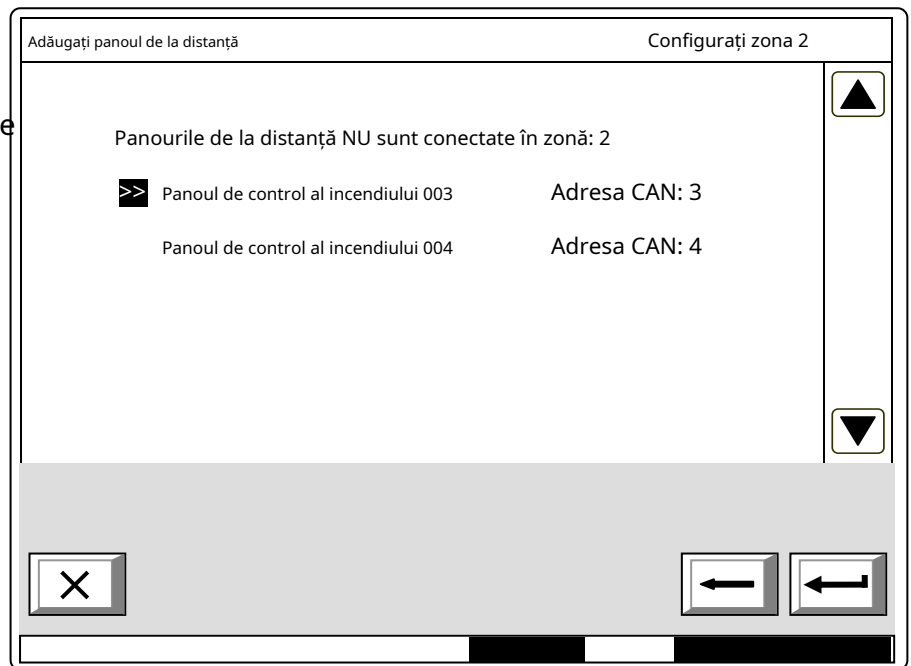 Adăugați panoul de la distanță Configurați zona 2
e
Panourile de la distanță NU sunt conectate în zonă: 2
>> Panoul de control al incendiului 003 Adresa CAN: 3
Panoul de control al incendiului 004 Adresa CAN: 4